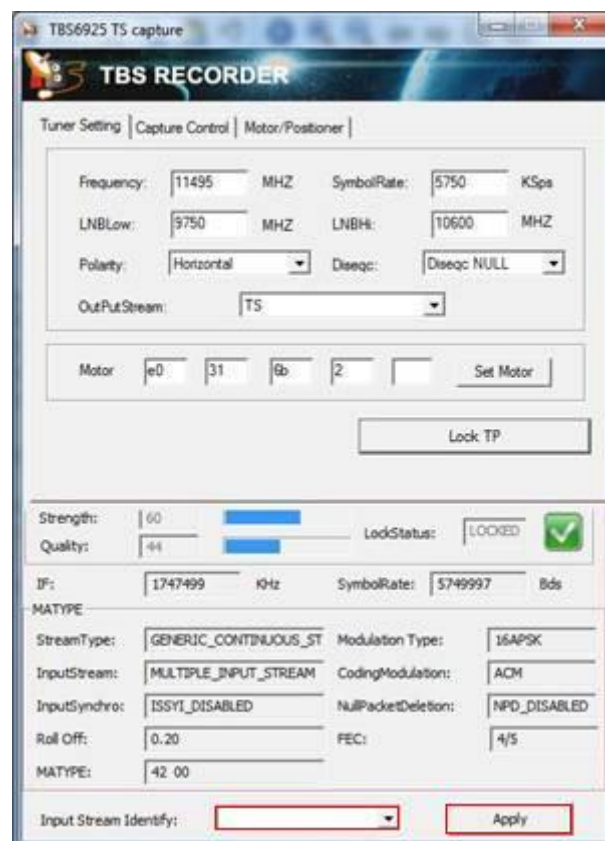 TBS6925 TS capture
TBS RECORDER
Tuner Setting Capture Control Motor/Positioner
Frequency: 11495 MHZ SymbolRate: 5750 KSps
LNBLow: 9750 MHZ LNBHi: 10600 MHZ
Polarity: Horizontal Diseqc: Diseqc NULL
OutPutStream: TS
Motor e0 31 6b 2 Set Motor
Lock TP
Strength: 60
LockStatus: LOCKED
Quality: 44
IF: 1747499 KHz SymbolRate: 5749997 Bds
MATYPE
StreamType: GENERIC_CONTINUOUS_ST Modulation Type: 16APSK
InputStream: MULTIPLE_INPUT_STREAM CodingModulation: ACM
InputSynchro: ISSYI_DISABLED NullPacketDeletion: NPD_DISABLED
Roll Off: 0.20 FEC: 4/5
MATYPE: 42 00
Input Stream Identify: Apply